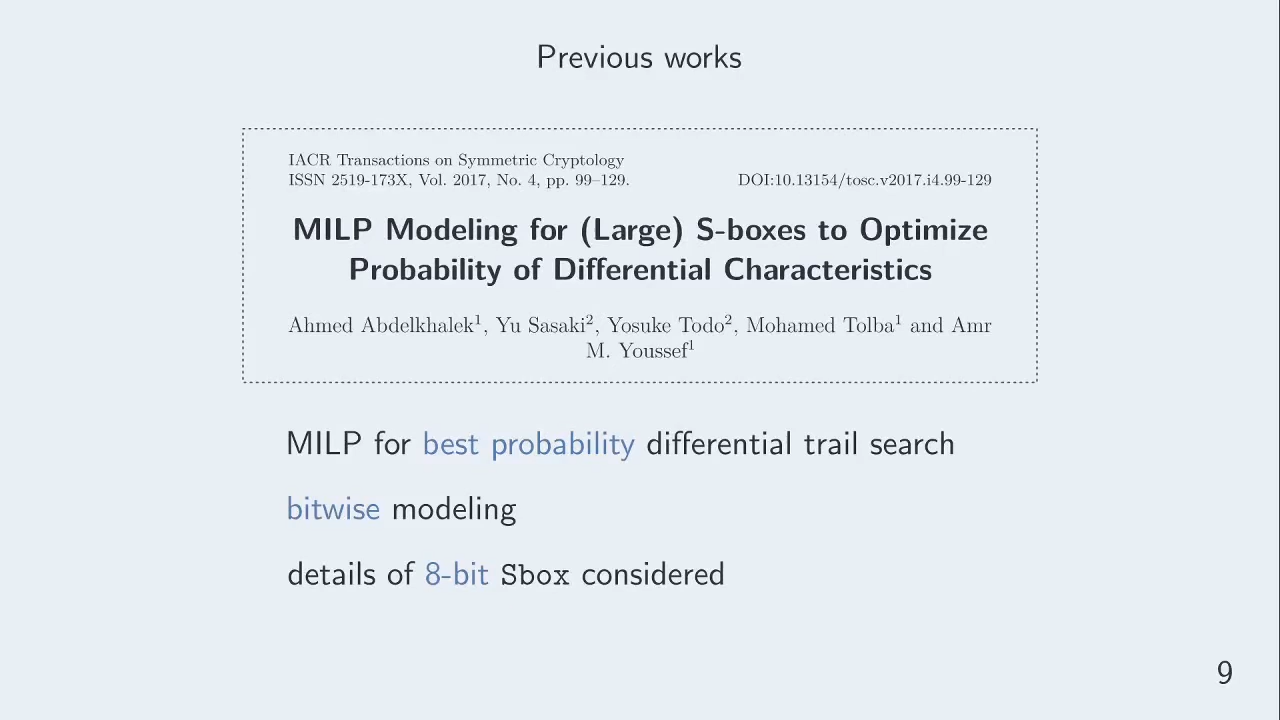 Previous works
IACR Transactions on Symmetric Cryptology
ISSN 2519-173X, Vol. 2017, No. 4, pp. 99–129.
DOI:10.13154/tosc.v2017.i4.99-129
MILP Modeling for (Large) S-boxes to Optimize
Probability of Differential Characteristics
Ahmed Abdelkhalek¹, Yu Sasaki², Yosuke Todo², Mohamed Tolba¹ and Amr
M. Youssef¹
MILP for best probability differential trail search
bitwise modeling
details of 8-bit Sbox considered
9